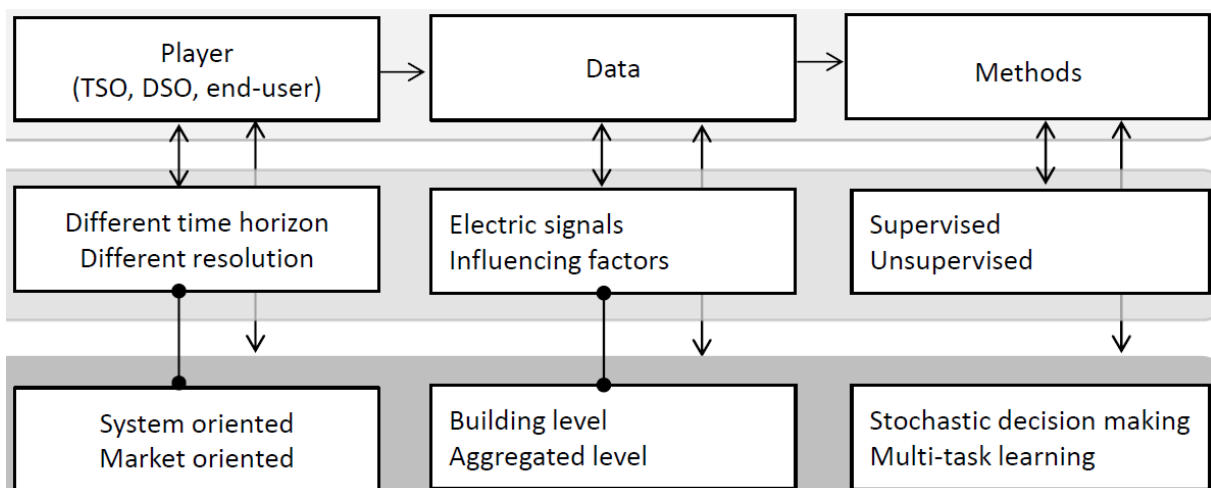 Player
(TSO, DSO, end-user)
Data
Methods
Different time horizon
Different resolution
Electric signals
Influencing factors
Supervised
Unsupervised
System oriented
Market oriented
Building level
Aggregated level
Stochastic decision making
Multi-task learning